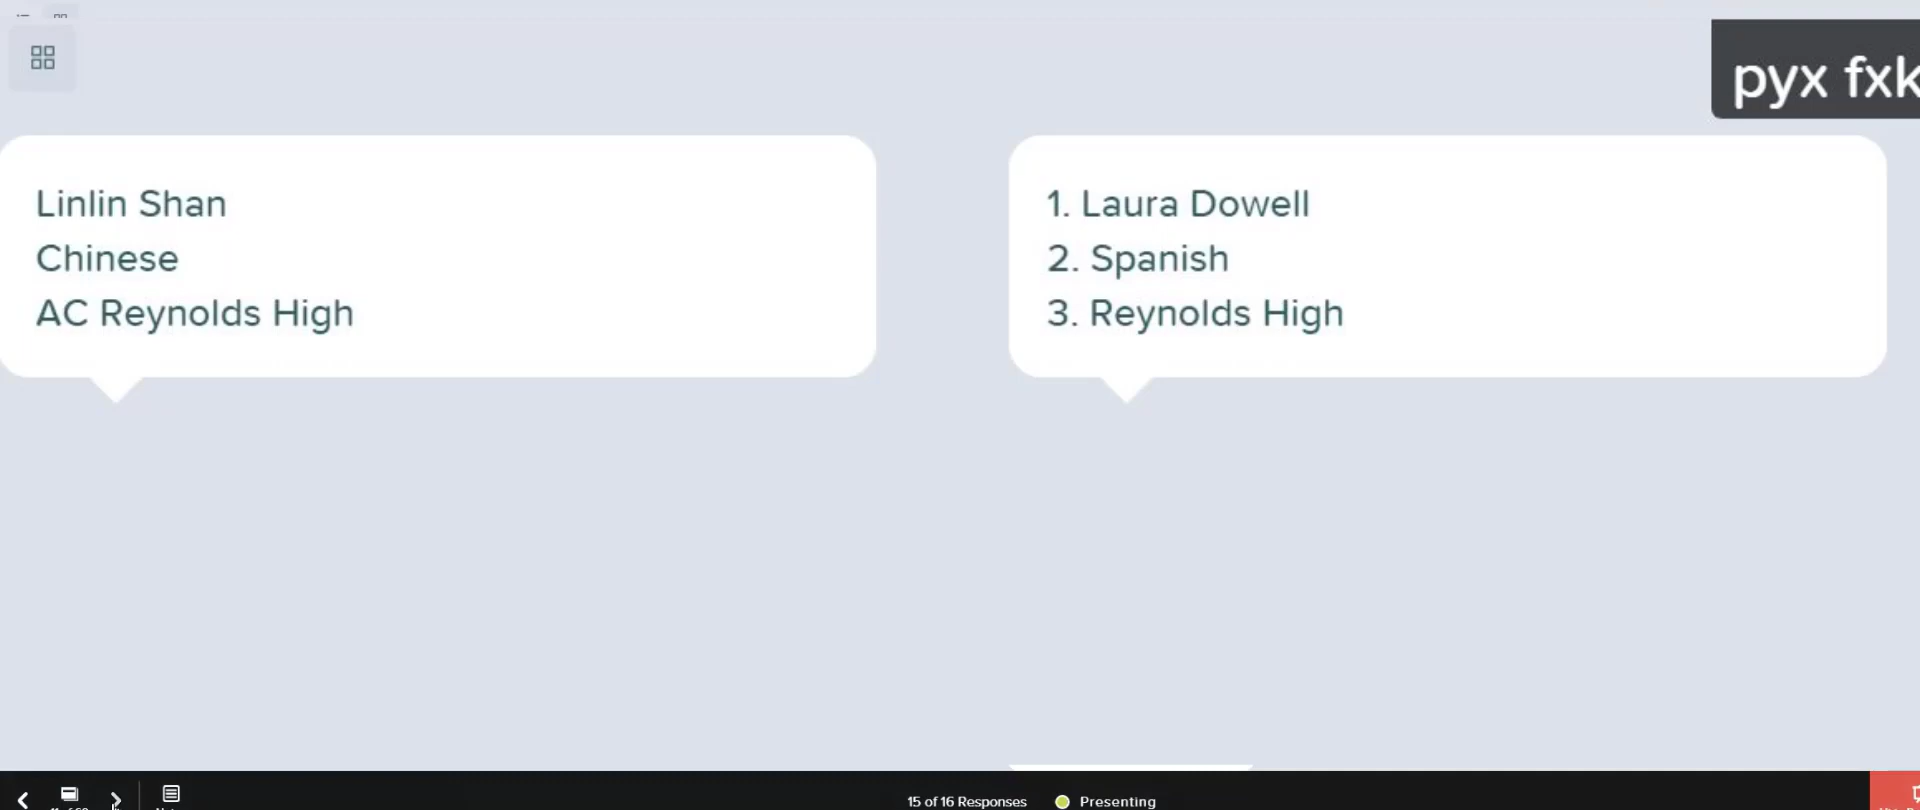 pyx fxk
Linlin Shan
Chinese
AC Reynolds High
1. Laura Dowell
2. Spanish
3. Reynolds High
15 of 16 Responses
Presenting